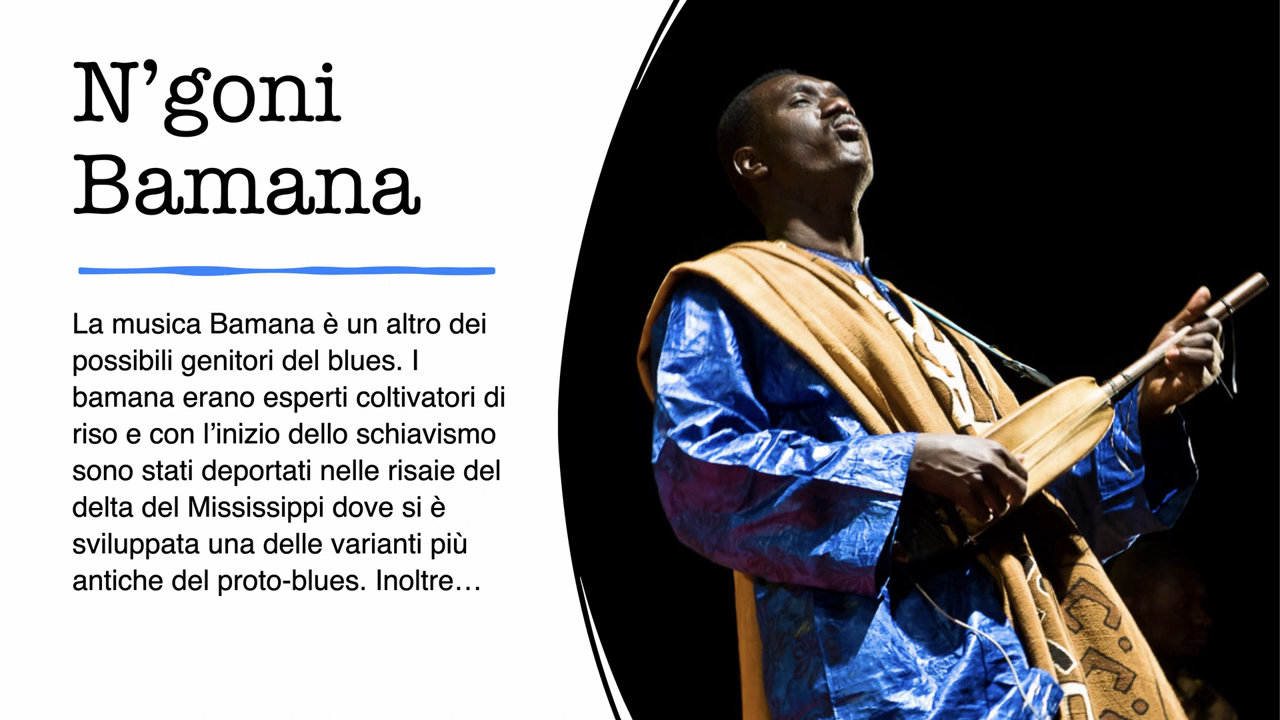 N’goni
Bamana
La musica Bamana è un altro dei
possibili genitori del blues. I
bamana erano esperti coltivatori di
riso e con l’inizio dello schiavismo
sono stati deportati nelle risaie del
delta del Mississippi dove si è
sviluppata una delle varianti più
antiche del proto-blues. Inoltre…